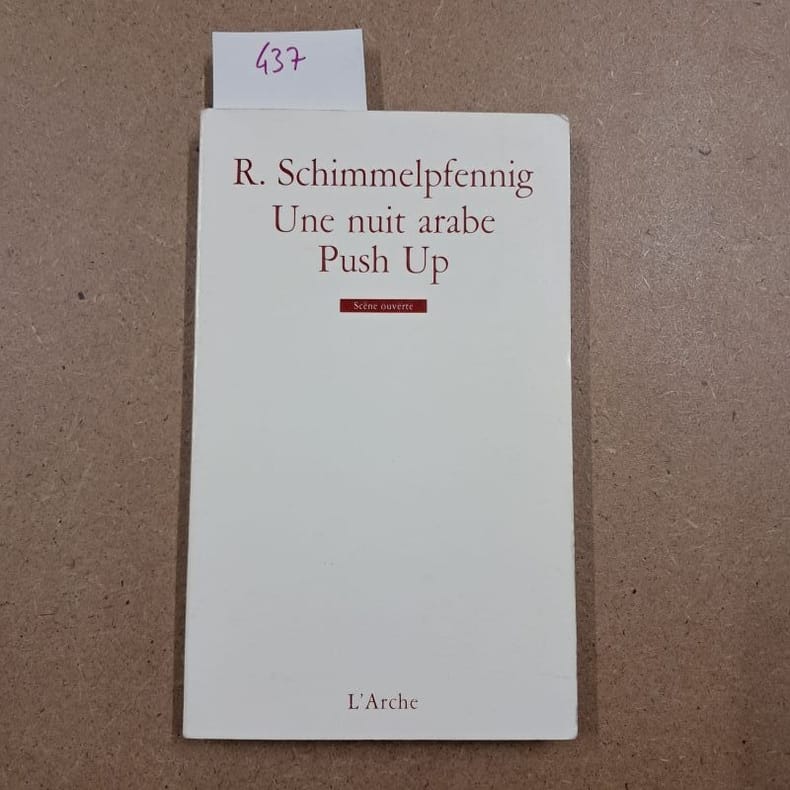 437
R. Schimmelpfennig
Une nuit arabe
Push Up
Scène ouverte
L'Arche